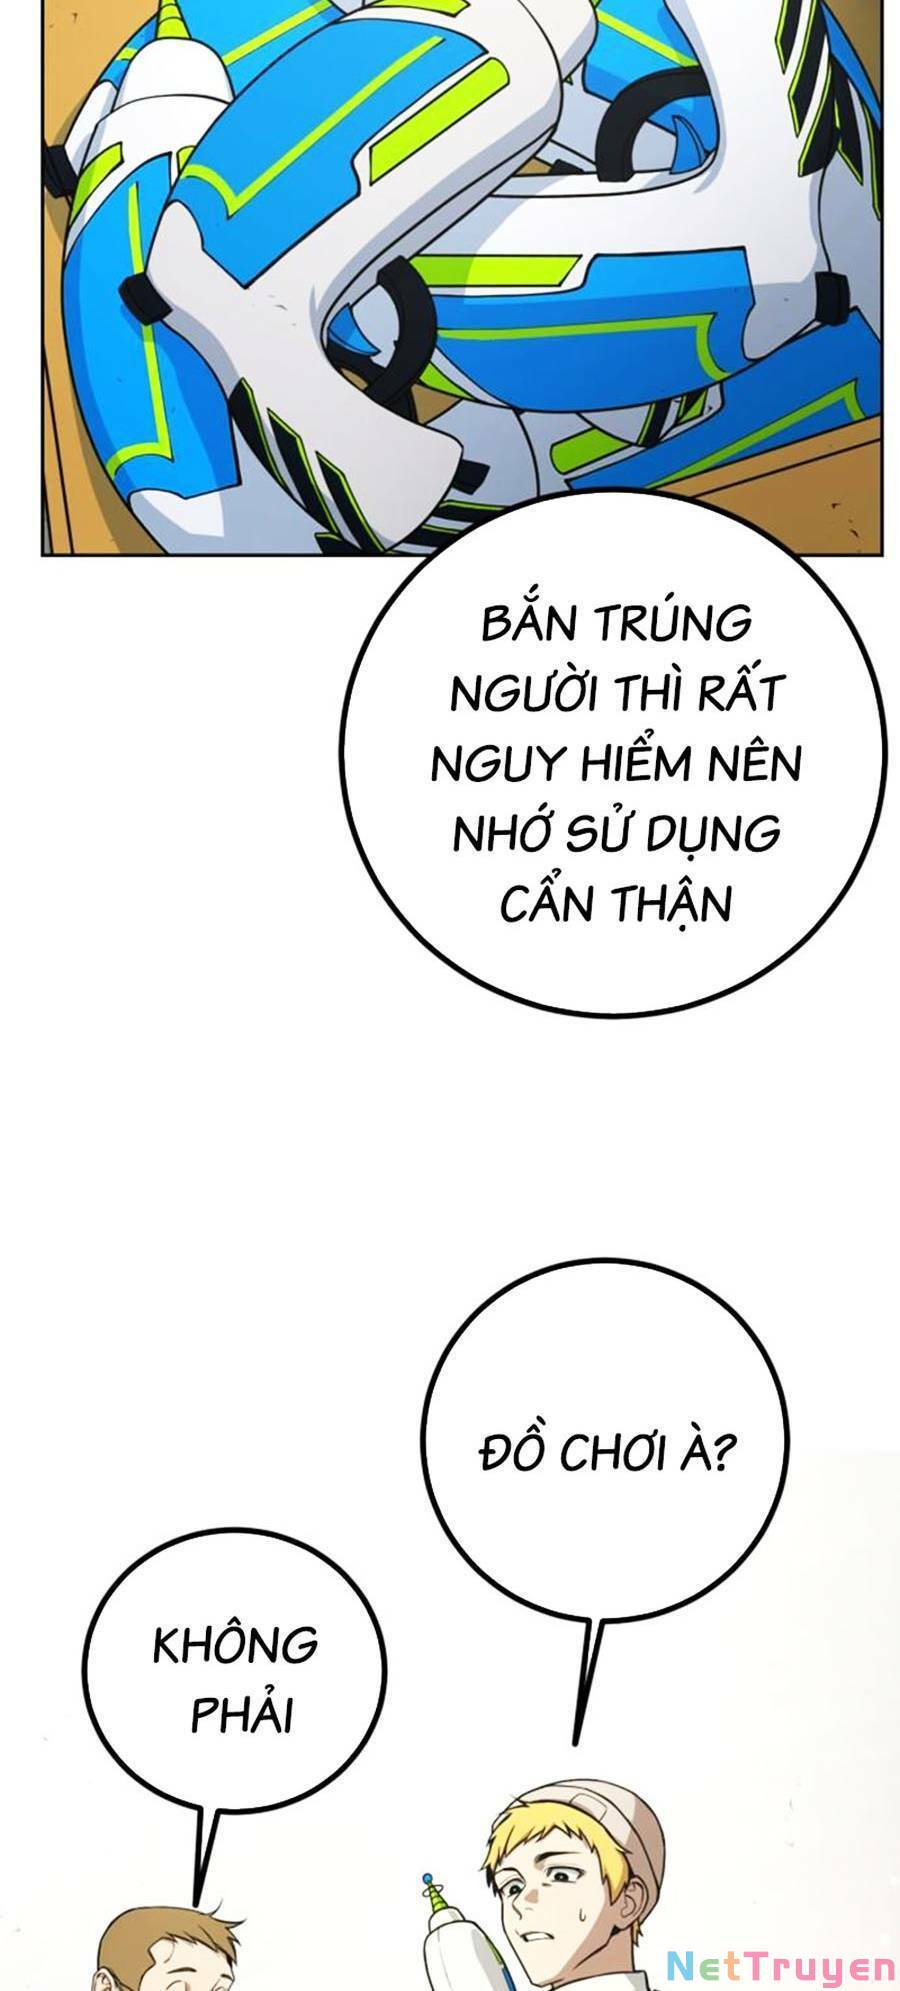 BẮN TRÚNG
NGƯỜI THÌ RẤT
NGUY HIỂM NÊN
NHỚ SỬ DỤNG
CẨN THẬN
ĐỒ CHƠI À?
KHÔNG
PHẢI
NetTruyen